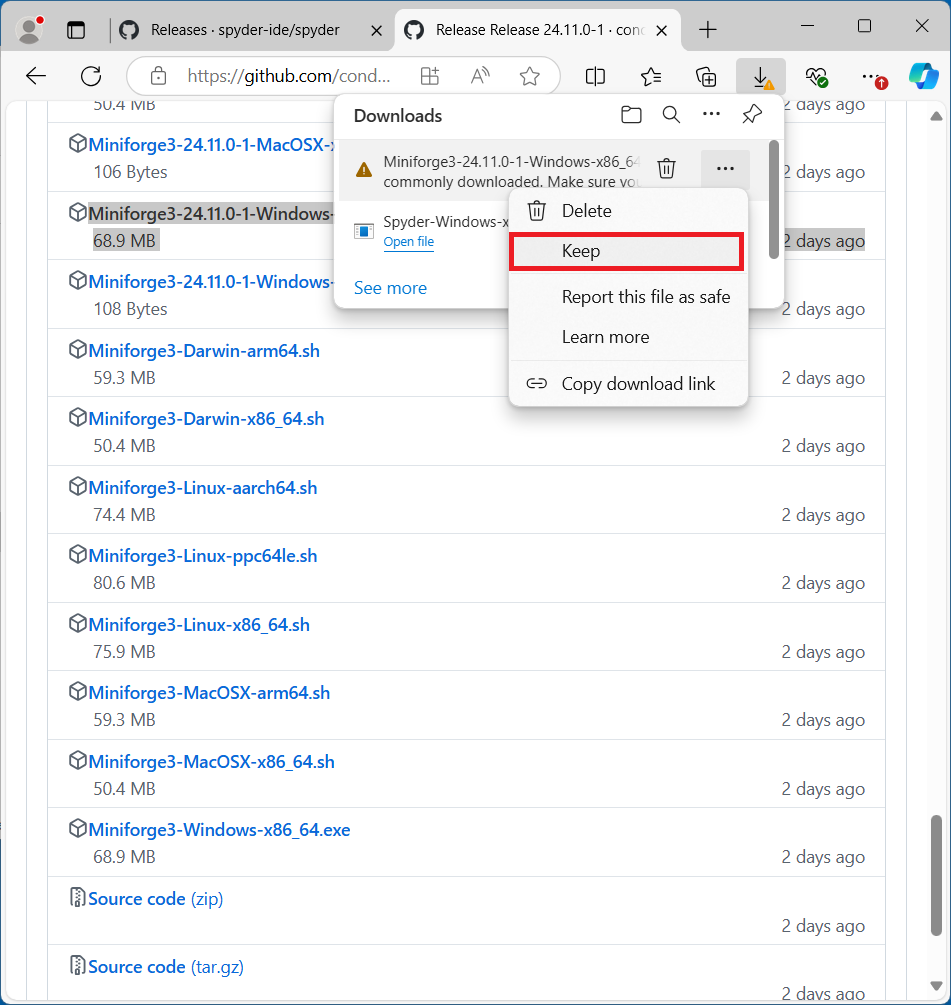 Releases · spyder-ide/spyder
Release Release 24.11.0-1 · con
https://github.com/cond...
Downloads
50.4 MB
2 days ago
Miniforge3-24.11.0-1-MacOSX-
106 Bytes
2 days ago
Miniforge3-24.11.0-1-Windows-x86_64
commonly downloaded. Make sure you
Miniforge3-24.11.0-1-Windows-
68.9 MB
2 days ago
Spyder-Windows-x
Open file
See more
Delete
Keep
Report this file as safe
Learn more
Copy download link
Miniforge3-24.11.0-1-Windows-
108 Bytes
2 days ago
Miniforge3-Darwin-arm64.sh
59.3 MB
2 days ago
Miniforge3-Darwin-x86_64.sh
50.4 MB
2 days ago
Miniforge3-Linux-aarch64.sh
74.4 MB
2 days ago
Miniforge3-Linux-ppc64le.sh
80.6 MB
2 days ago
Miniforge3-Linux-x86_64.sh
75.9 MB
2 days ago
Miniforge3-MacOSX-arm64.sh
59.3 MB
2 days ago
Miniforge3-MacOSX-x86_64.sh
50.4 MB
2 days ago
Miniforge3-Windows-x86_64.exe
68.9 MB
2 days ago
Source code (zip)
2 days ago
Source code (tar.gz)
2 days ago